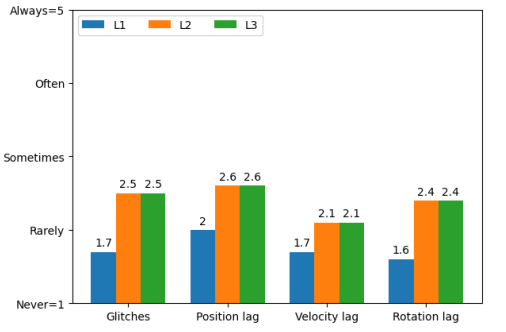 Always=5
L1 L2 L3
Often
Sometimes
2.6 2.6
2.5 2.5
2.4 2.4
2.1 2.1
2
Rarely
1.7 1.7
1.6
Never=1
Glitches Position lag Velocity lag Rotation lag